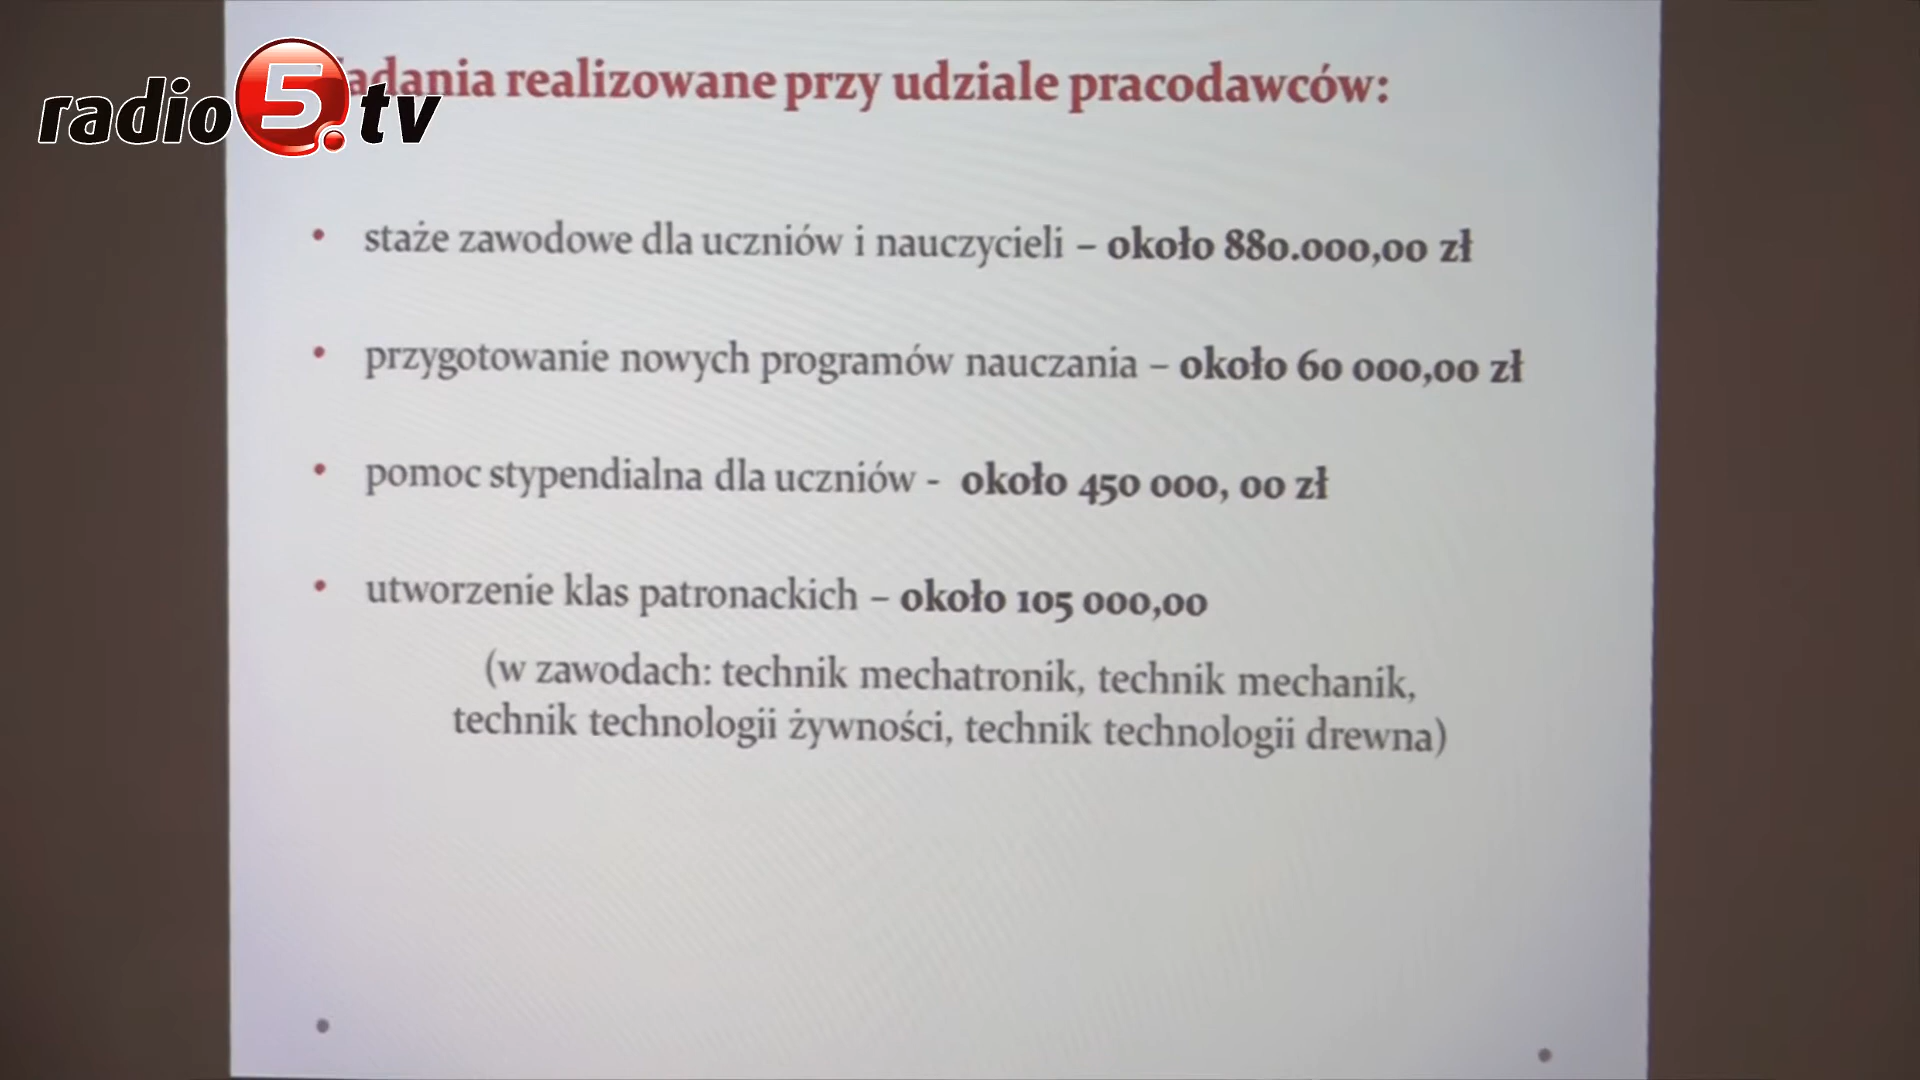 radio 5.tv
realizowane przy udziale pracodawców:
• staże zawodowe dla uczniów i nauczycieli – około 880.000,00 zł
• przygotowanie nowych programów nauczania – około 60 000,00 zł
• pomoc stypendialna dla uczniów - około 450 000, 00 zł
• utworzenie klas patronackich – około 105 000,00
(w zawodach: technik mechatronik, technik mechanik,
technik technologii żywności, technik technologii drewna)